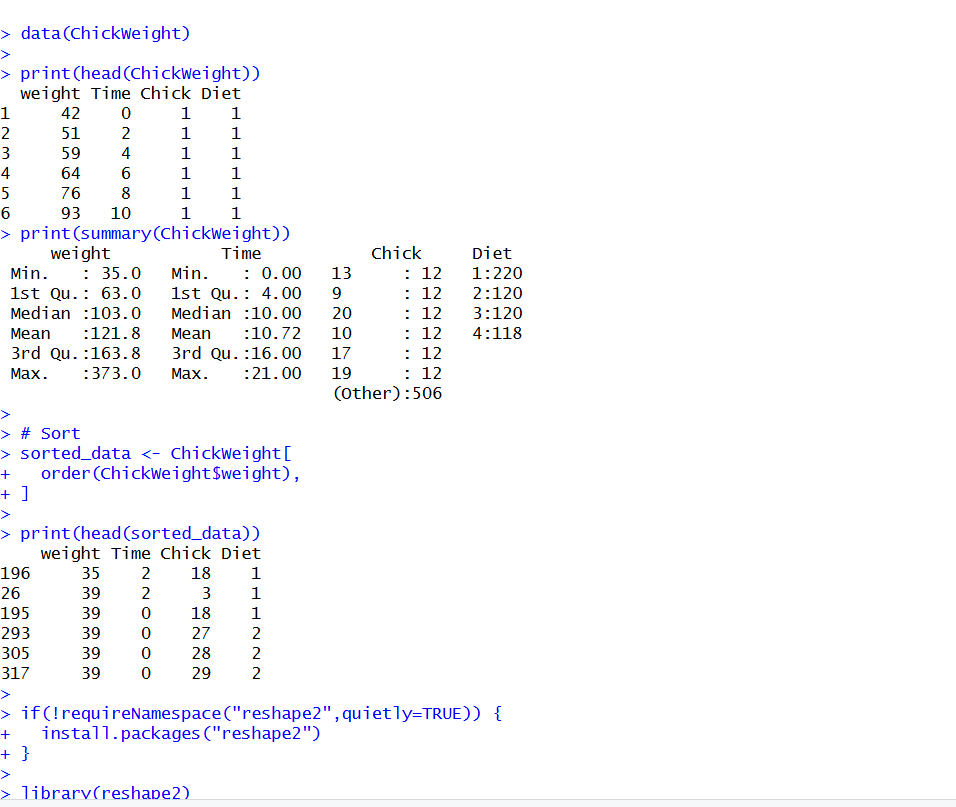 > data(ChickWeight)
>
> print(head(ChickWeight))
  weight Time Chick Diet
1     42    0     1    1
2     51    2     1    1
3     59    4     1    1
4     64    6     1    1
5     76    8     1    1
6     93   10     1    1
> print(summary(ChickWeight))
     weight           Time           Chick     Diet
 Min.   : 35.0   Min.   : 0.00   13     : 12   1:220
 1st Qu.: 63.0   1st Qu.: 4.00   9      : 12   2:120
 Median :103.0   Median :10.00   20     : 12   3:120
 Mean   :121.8   Mean   :10.72   10     : 12   4:118
 3rd Qu.:163.8   3rd Qu.:16.00   17     : 12
 Max.   :373.0   Max.   :21.00   19     : 12
                                 (Other):506
>
> # Sort
> sorted_data <- ChickWeight[
+   order(ChickWeight$weight),
+ ]
>
> print(head(sorted_data))
    weight Time Chick Diet
196     35    2    18    1
26      39    2     3    1
195     39    0    18    1
293     39    0    27    2
305     39    0    28    2
317     39    0    29    2
>
> if(!requireNamespace("reshape2",quietly=TRUE)) {
+   install.packages("reshape2")
+ }
>
> library(reshape2)